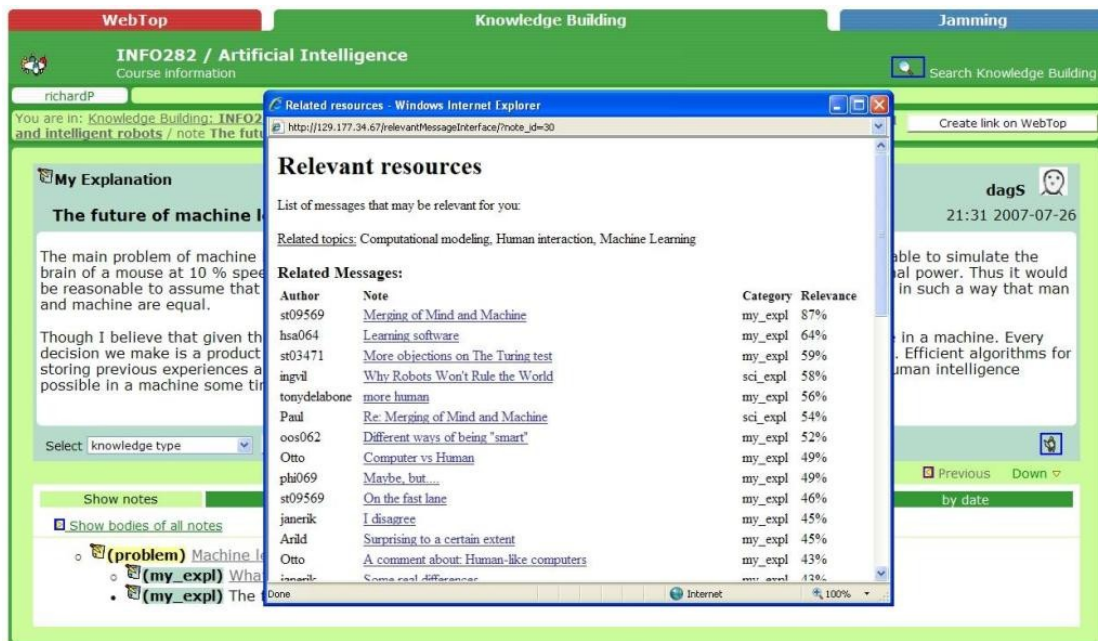 WebTop Knowledge Building Jamming
INFO282 / Artificial Intelligence
Course information
Search Knowledge Building
richardP
You are in: Knowledge Building: INFO2
and intelligent robots / note The futu
Create link on WebTop
My Explanation
dagS
The future of machine l
21:31 2007-07-26
The main problem of machine able to simulate the
brain of a mouse at 10 % spee al power. Thus it would
be reasonable to assume that in such a way that man
and machine are equal.
Though I believe that given th in a machine. Every
decision we make is a product . Efficient algorithms for
storing previous experiences a uman intelligence
possible in a machine some ti
Select knowledge type
Previous Down
Show notes by date
Show bodies of all notes
(problem) Machine le
(my_expl) What
(my_expl) The f
Related resources - Windows Internet Explorer
http://129.177.34.67/relevantMessageInterface/?note_id=30
Relevant resources
List of messages that may be relevant for you:
Related topics: Computational modeling, Human interaction, Machine Learning
Related Messages:
Author Note Category Relevance
st09569 Merging of Mind and Machine my_expl 87%
hsa064 Learning software my_expl 64%
st03471 More objections on The Turing test my_expl 59%
ingvil Why Robots Won't Rule the World sci_expl 58%
tonydelabone more human my_expl 56%
Paul Re: Merging of Mind and Machine sci_expl 54%
oos062 Different ways of being "smart" my_expl 52%
Otto Computer vs Human my_expl 49%
phi069 Maybe, but.... my_expl 49%
st09569 On the fast lane my_expl 46%
janerik I disagree my_expl 45%
Arild Surprising to a certain extent my_expl 45%
Otto A comment about: Human-like computers my_expl 43%
janerik Some real differences my_expl 43%
Done Internet 100%